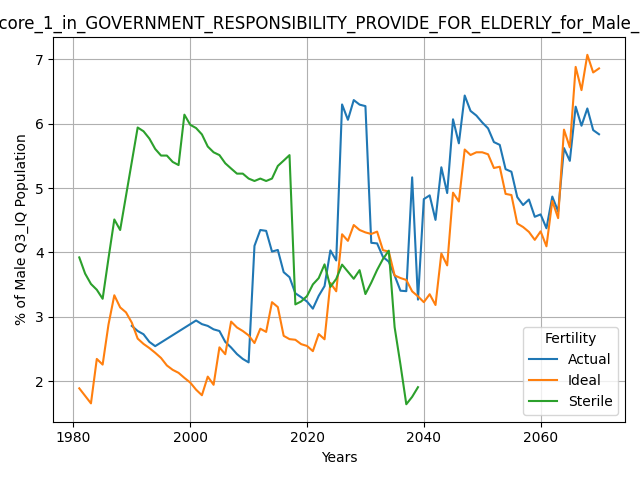 core_1_in_GOVERNMENT_RESPONSIBILITY_PROVIDE_FOR_ELDERLY_for_Male_
7
6
5
4
3
2
% of Male Q3_IQ Population
1980 2000 2020 2040 2060
Years
Fertility
Actual
Ideal
Sterile